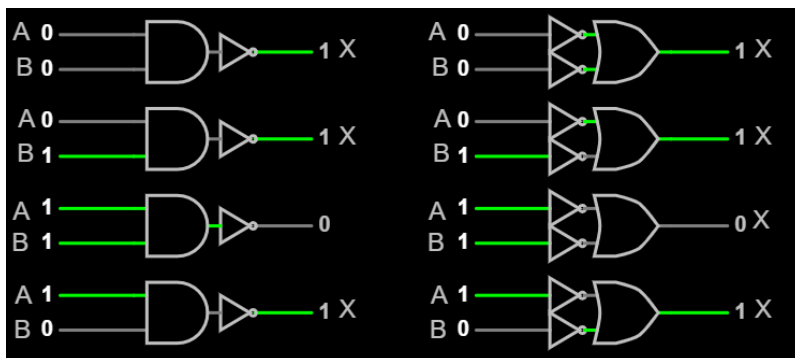 A 0 1 X A 0 1 X
B 0 B 0
A 0 1 X A 0 1 X
B 1 B 1
A 1 0 A 1 0 X
B 1 B 1
A 1 1 X A 1 1 X
B 0 B 0